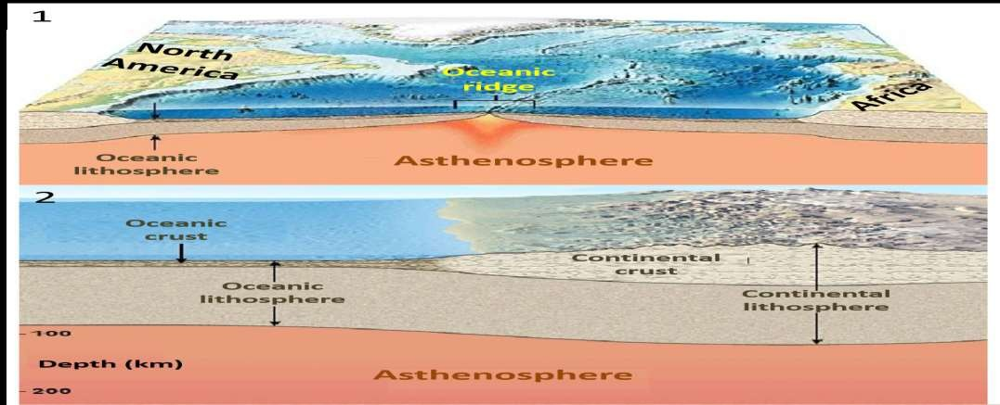 1
North
America
Oceanic
ridge
Africa
Oceanic
lithosphere
Asthenosphere
2
Oceanic
crust
Continental
crust
Oceanic
lithosphere
Continental
lithosphere
100
Depth (km)
Asthenosphere
200